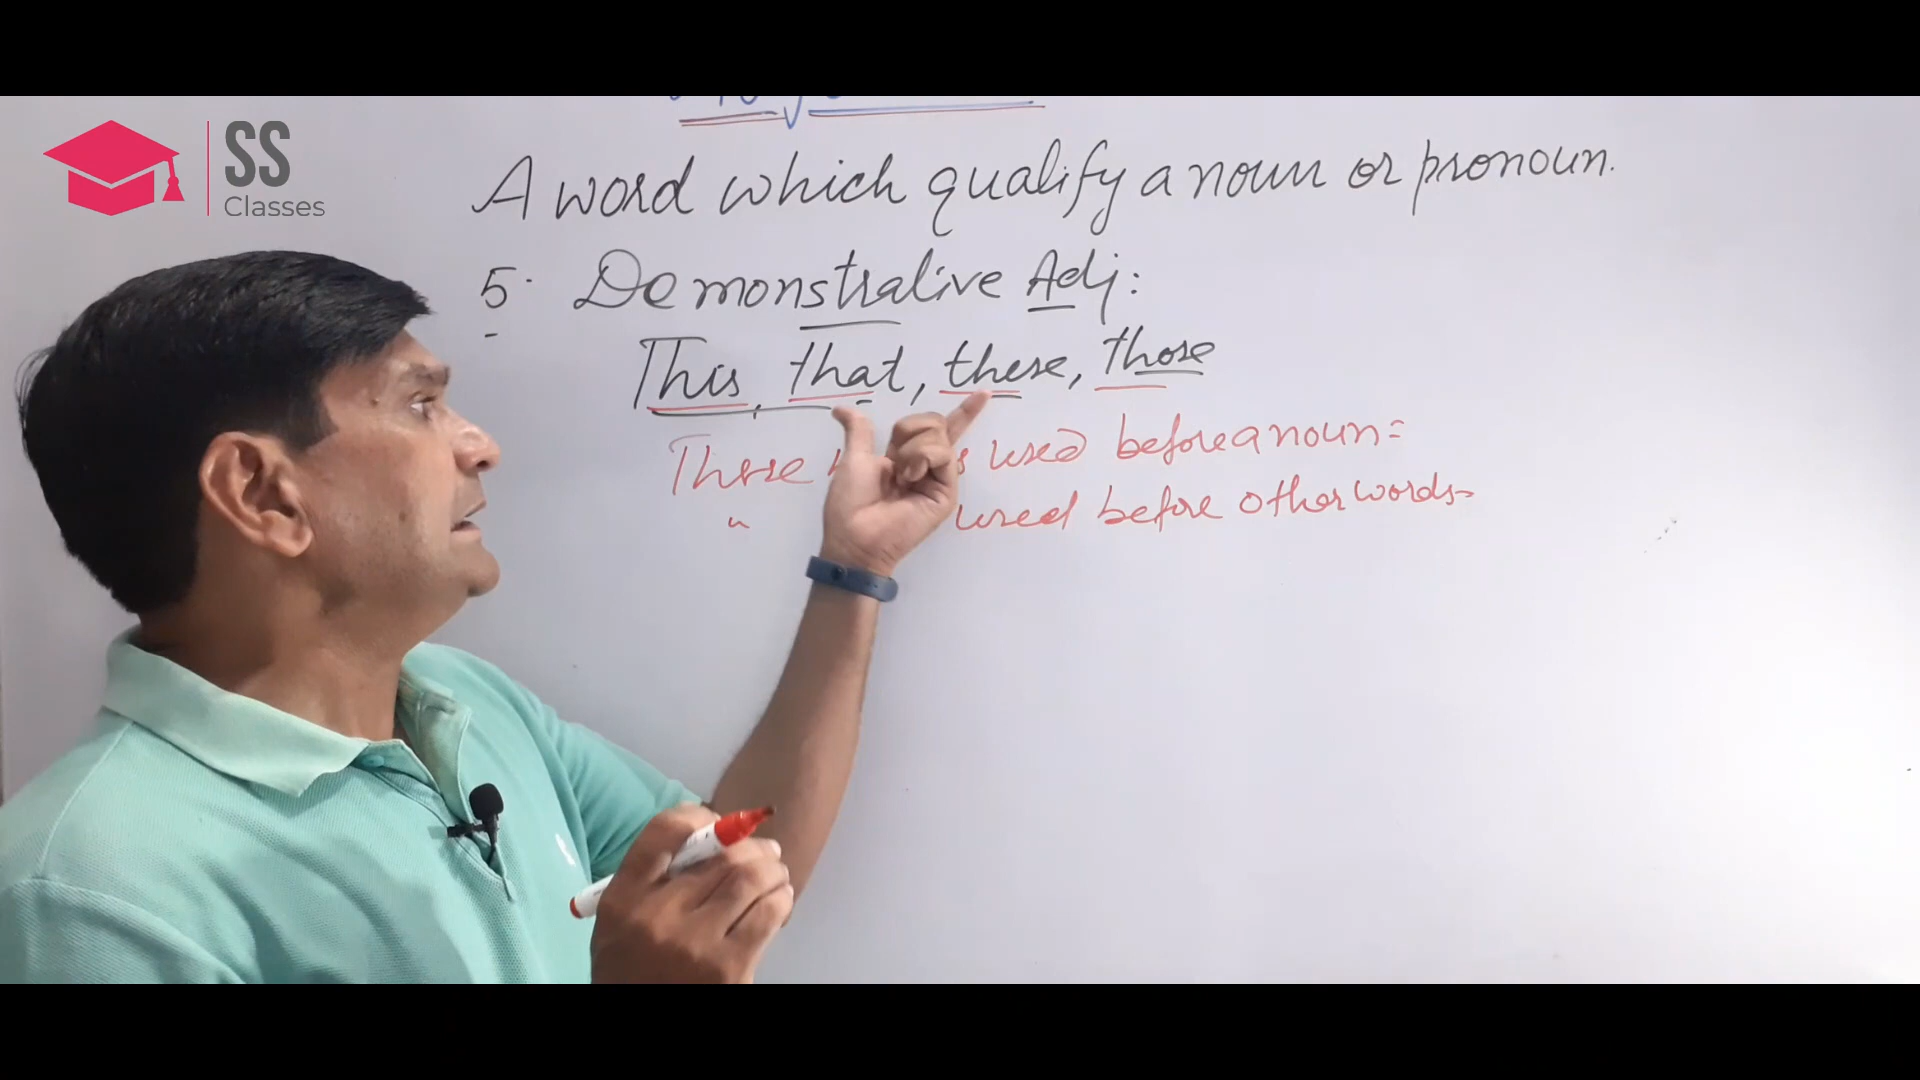 SS
Classes
A word which qualify a noun or pronoun.
5. Demonstrative Adj:
This, that, these, those
These used before a noun =
" used before other words-